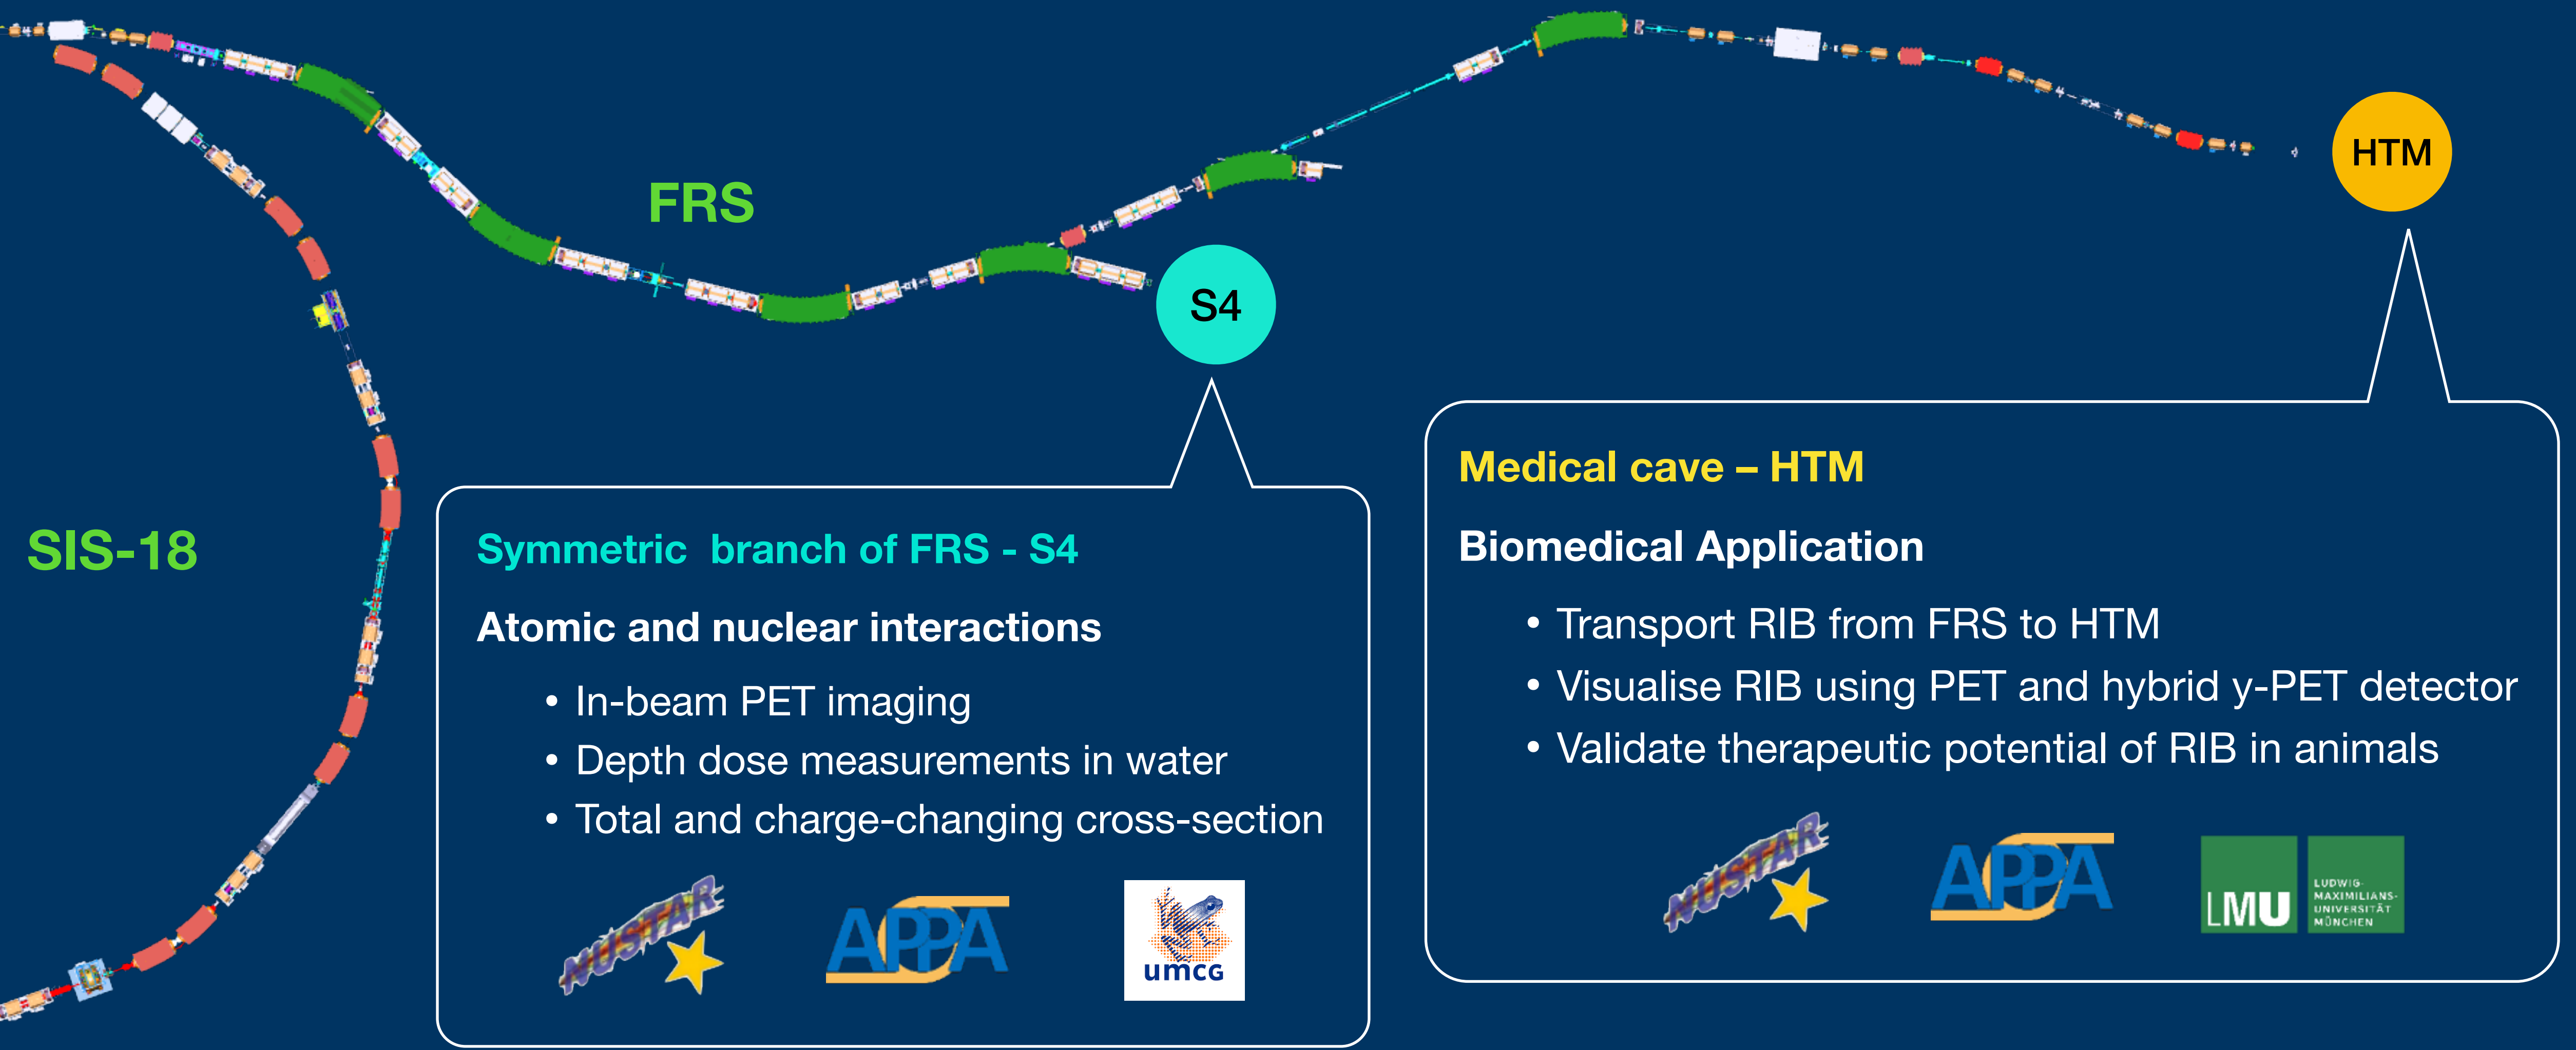 FRS
HTM
S4
SIS-18
Symmetric branch of FRS - S4
Atomic and nuclear interactions
• In-beam PET imaging
• Depth dose measurements in water
• Total and charge-changing cross-section
NUSTAR
APPA
umcg
Medical cave – HTM
Biomedical Application
• Transport RIB from FRS to HTM
• Visualise RIB using PET and hybrid y-PET detector
• Validate therapeutic potential of RIB in animals
NUSTAR
APPA
LMU
LUDWIG-
MAXIMILIANS-
UNIVERSITÄT
MÜNCHEN